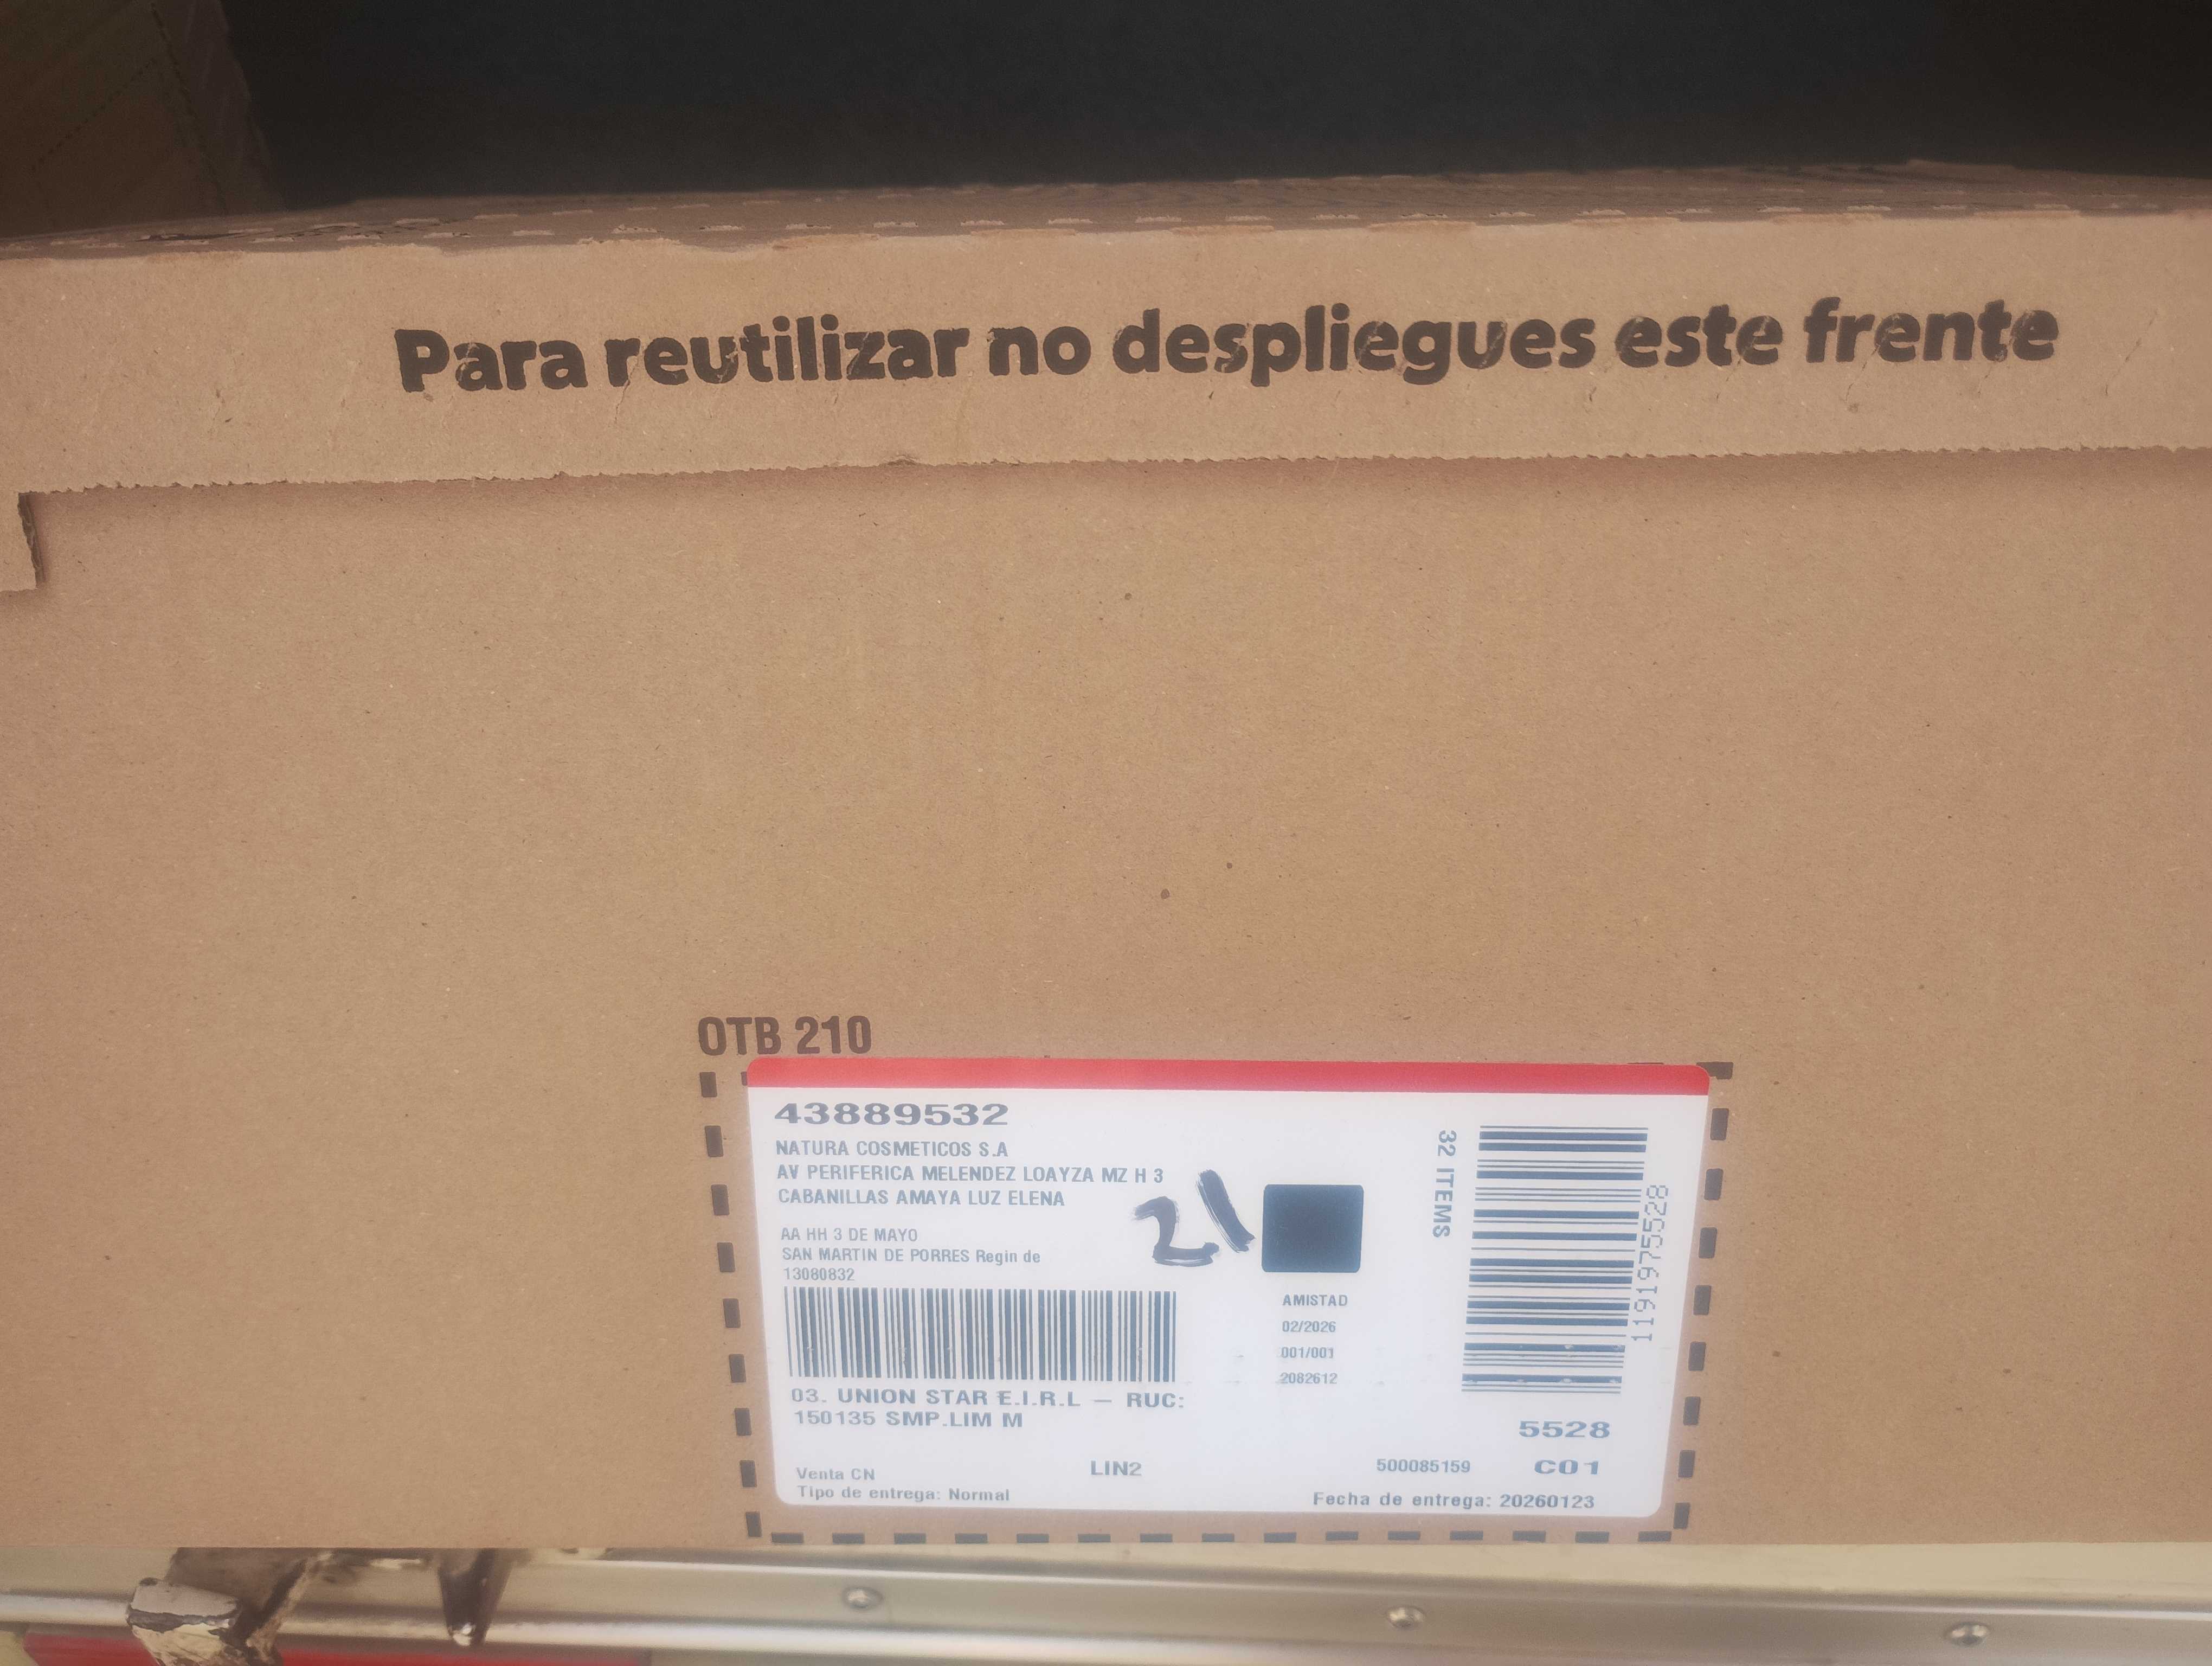 Para reutilizar no despliegues este frente
OTB 210
43889532
NATURA COSMETICOS S.A
AV PERIFERICA MELENDEZ LOAYZA MZ H 3
CABANILLAS AMAYA LUZ ELENA
AA HH 3 DE MAYO
SAN MARTIN DE PORRES Regin de
13080832
21
32 ITEMS
1191975528
AMISTAD
02/2026
001/001
2082612
03. UNION STAR E.I.R.L – RUC:
150135 SMP.LIM M
5528
Venta CN
LIN2
500085159
C01
Tipo de entrega: Normal
Fecha de entrega: 20260123